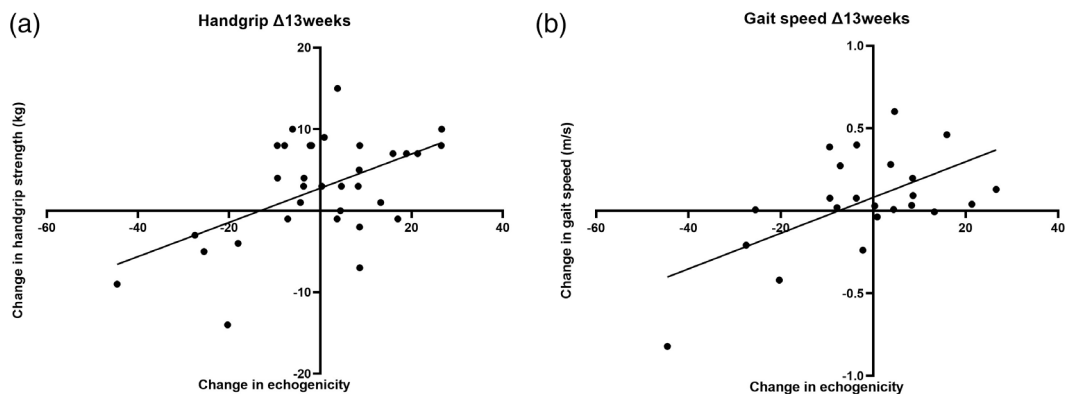 (a)
Handgrip Δ13weeks
Change in handgrip strength (kg)
20
10
-10
-20
-60
-40
-20
20
40
Change in echogenicity
(b)
Gait speed Δ13weeks
Change in gait speed (m/s)
1.0
0.5
-0.5
-1.0
-60
-40
-20
20
40
Change in echogenicity